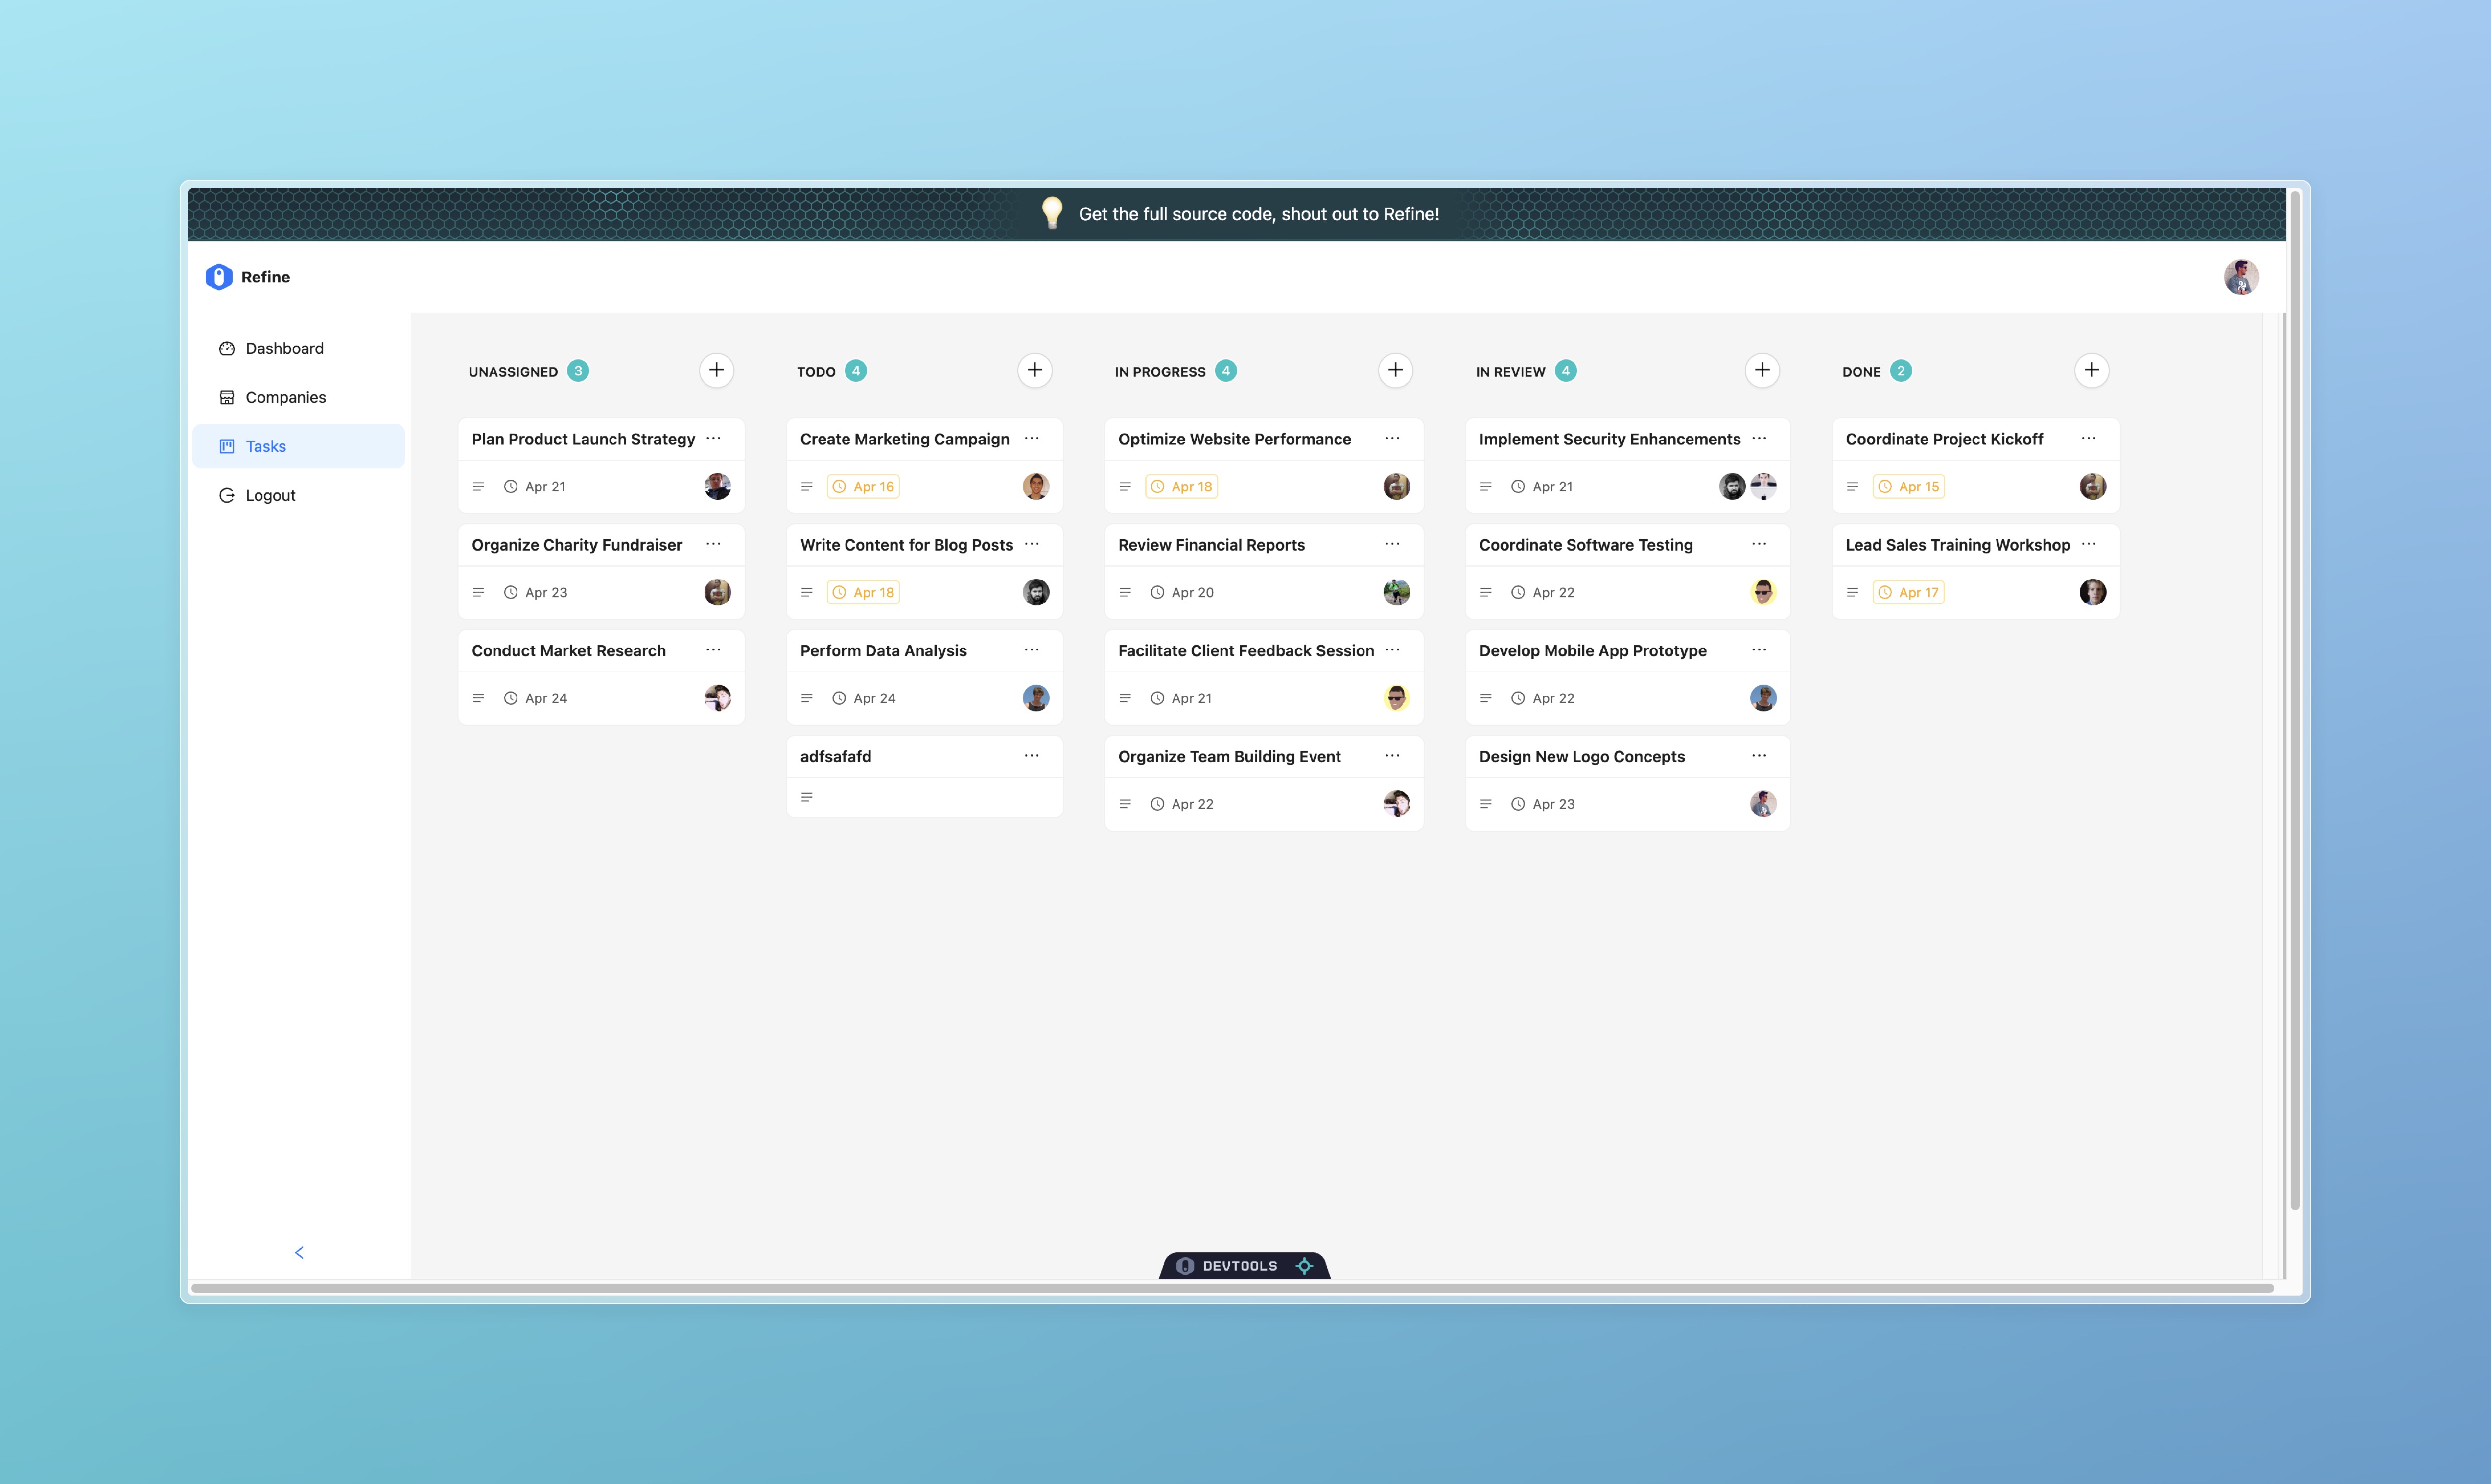 Get the full source code, shout out to Refine!
Refine
Dashboard
Companies
Tasks
Logout
UNASSIGNED 3
Plan Product Launch Strategy
Apr 21
Organize Charity Fundraiser
Apr 23
Conduct Market Research
Apr 24
TODO 4
Create Marketing Campaign
Apr 16
Write Content for Blog Posts
Apr 18
Perform Data Analysis
Apr 24
adfsafafd
IN PROGRESS 4
Optimize Website Performance
Apr 18
Review Financial Reports
Apr 20
Facilitate Client Feedback Session
Apr 21
Organize Team Building Event
Apr 22
IN REVIEW 4
Implement Security Enhancements
Apr 21
Coordinate Software Testing
Apr 22
Develop Mobile App Prototype
Apr 22
Design New Logo Concepts
Apr 23
DONE 2
Coordinate Project Kickoff
Apr 15
Lead Sales Training Workshop
Apr 17
DEVTOOLS